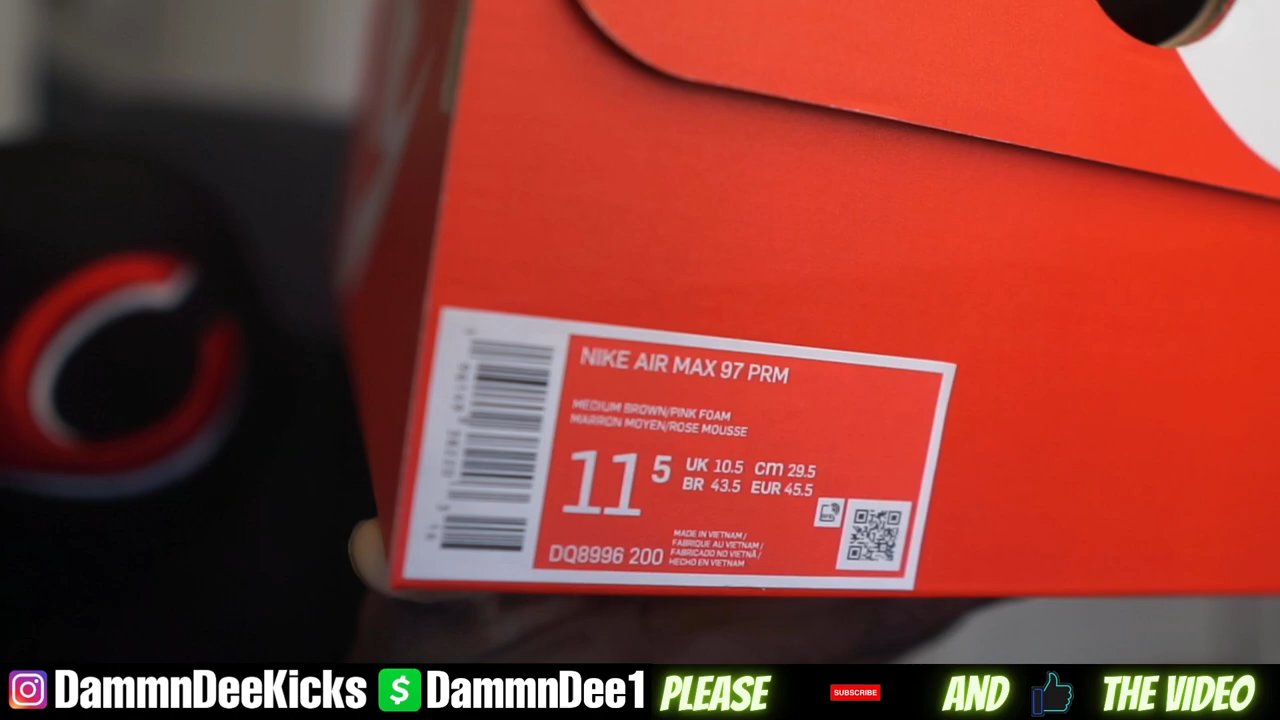 NIKE AIR MAX 97 PRM
MEDIUM BROWN/PINK FOAM
MARRON MOYEN/ROSE MOUSSE
11 5
UK 10.5 cm 29.5
BR 43.5 EUR 45.5
MADE IN VIETNAM /
FABRIQUE AU VIETNAM /
FABRICADO NO VIETNÃ /
HECHO EN VIETNAM
DQ8996 200
DammnDeeKicks
$ DammnDee1
PLEASE
SUBSCRIBE
AND
THE VIDEO